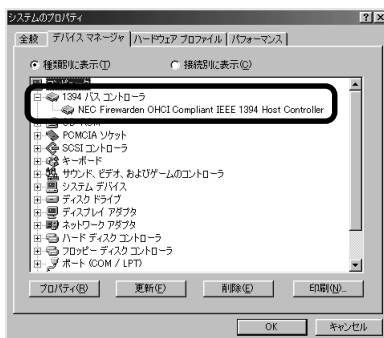 システムのプロパティ
全般 デバイス マネージャ ハードウェア プロファイル パフォーマンス
種類別に表示(T) 接続別に表示(C)
1394 バス コントローラ
NEC Firewarden OHCI Compliant IEEE 1394 Host Controller
CD-ROM
PCMCIA ソケット
SCSI コントローラ
キーボード
サウンド、ビデオ、およびゲームのコントローラ
システム デバイス
ディスク ドライブ
ディスプレイ アダプタ
ネットワーク アダプタ
ハード ディスク コントローラ
フロッピー ディスク コントローラ
ポート (COM / LPT)
プロパティ(R) 更新(F) 削除(E) 印刷(N)...
OK キャンセル